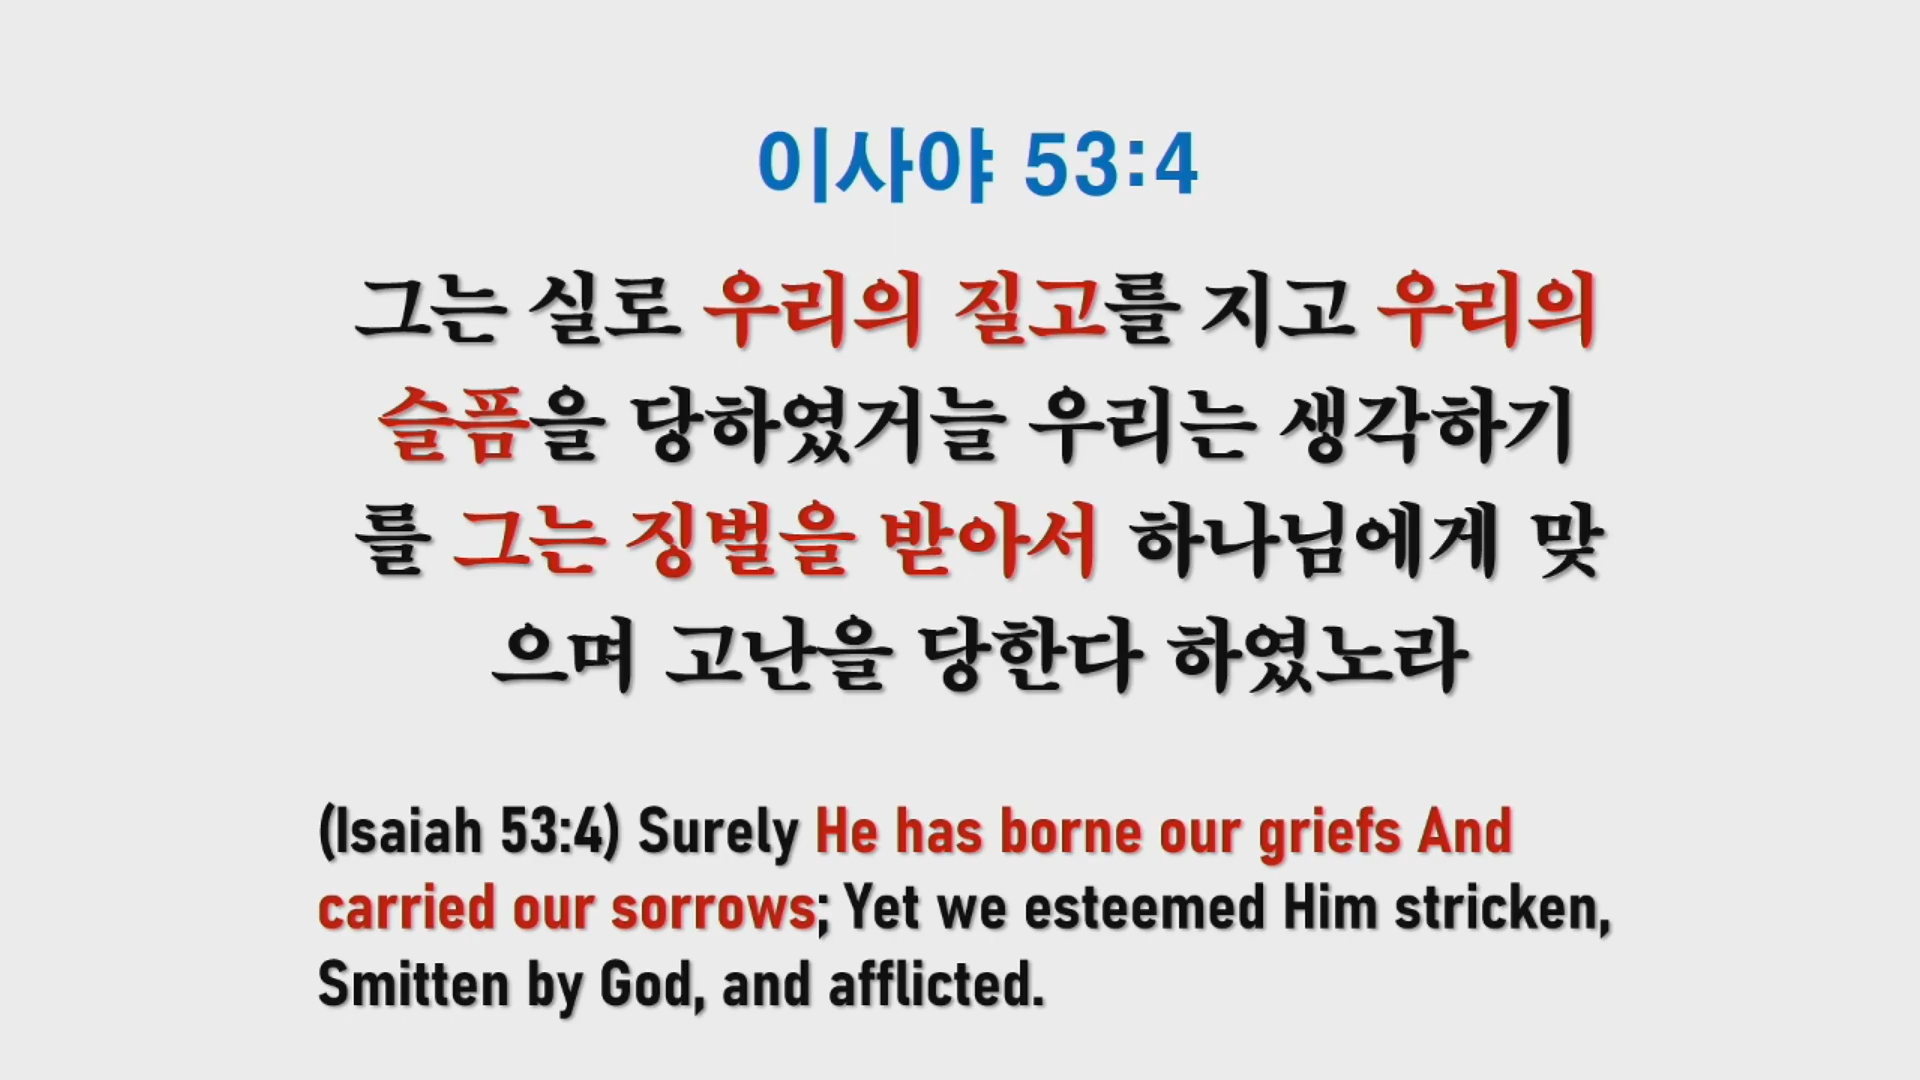 이사야 53:4
그는 실로 우리의 질고를 지고 우리의
슬픔을 당하였거늘 우리는 생각하기
를 그는 징벌을 받아서 하나님에게 맞
으며 고난을 당한다 하였노라
(Isaiah 53:4) Surely He has borne our griefs And
carried our sorrows; Yet we esteemed Him stricken,
Smitten by God, and afflicted.